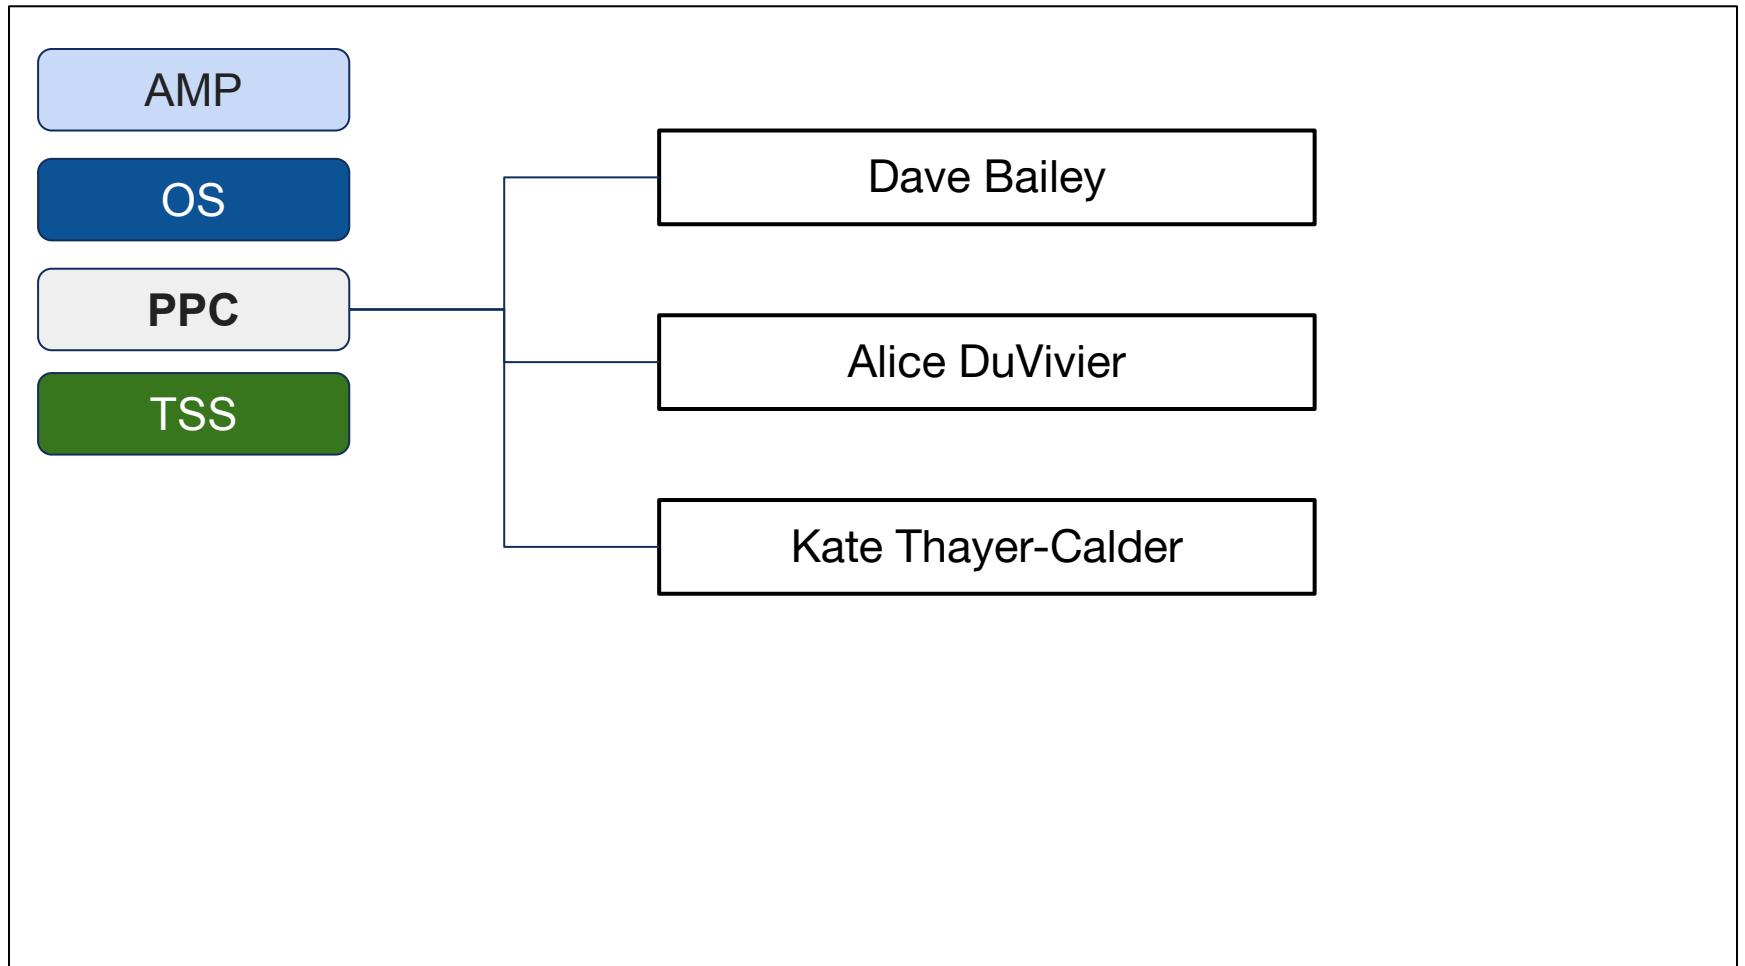 AMP
OS
PPC
TSS
Dave Bailey
Alice DuVivier
Kate Thayer-Calder